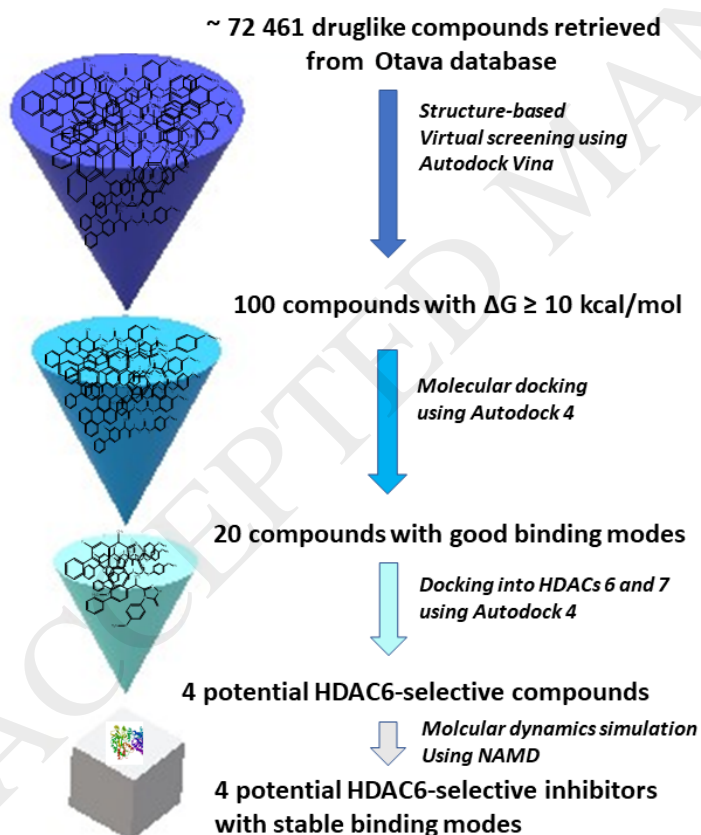 ~ 72 461 druglike compounds retrieved
from Otava database
Structure-based
Virtual screening using
Autodock Vina
100 compounds with ΔG ≥ 10 kcal/mol
Molecular docking
using Autodock 4
20 compounds with good binding modes
Docking into HDACs 6 and 7
using Autodock 4
4 potential HDAC6-selective compounds
Molcular dynamics simulation
Using NAMD
4 potential HDAC6-selective inhibitors
with stable binding modes
ACCEPTED MAN